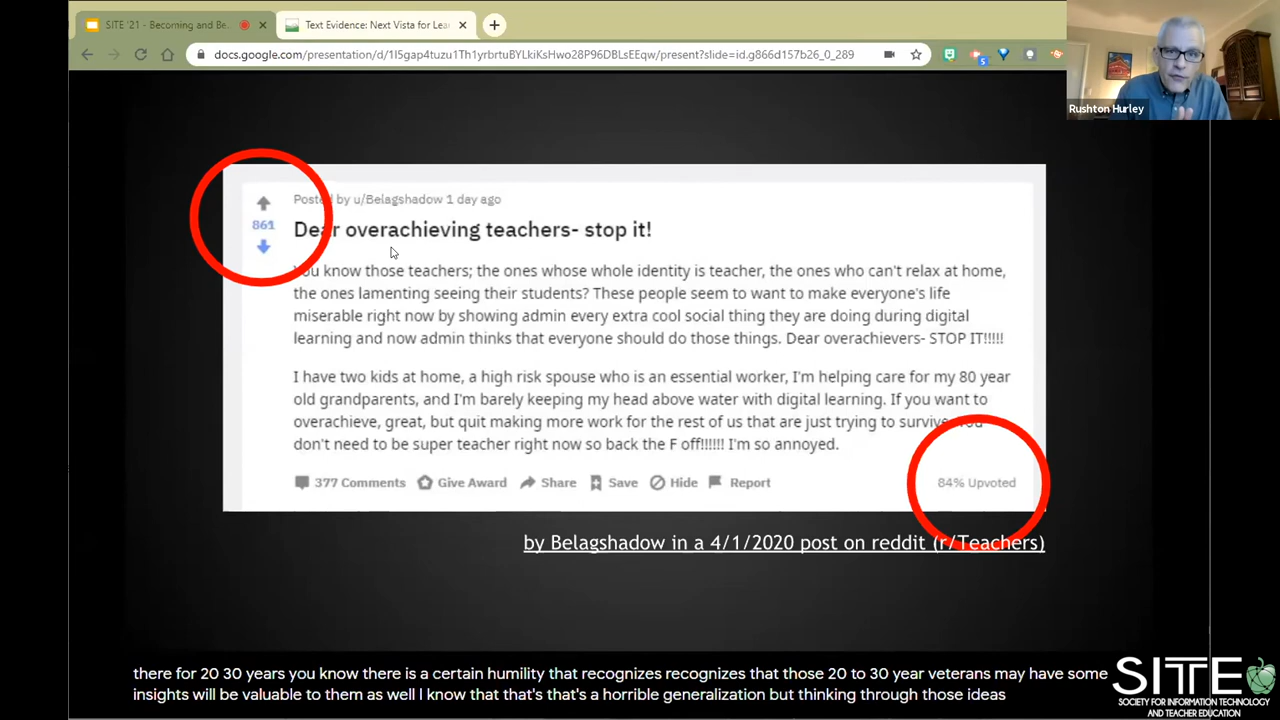 SITE '21 - Becoming and Be
Text Evidence: Next Vista for Lea
docs.google.com/presentation/d/1I5gap4tuzu1Th1yrbrtuBYLkiKsHwo28P96DBLsEEqw/present?slide=id.g866d157b26_0_289
5
Rushton Hurley
Posted by u/Belagshadow 1 day ago
861
Dear overachieving teachers- stop it!
You know those teachers; the ones whose whole identity is teacher, the ones who can't relax at home,
the ones lamenting seeing their students? These people seem to want to make everyone's life
miserable right now by showing admin every extra cool social thing they are doing during digital
learning and now admin thinks that everyone should do those things. Dear overachievers- STOP IT!!!!!
I have two kids at home, a high risk spouse who is an essential worker, I'm helping care for my 80 year
old grandparents, and I'm barely keeping my head above water with digital learning. If you want to
overachieve, great, but quit making more work for the rest of us that are just trying to survive. You
don't need to be super teacher right now so back the F off!!!!!! I'm so annoyed.
377 Comments Give Award Share Save Hide Report 84% Upvoted
by Belagshadow in a 4/1/2020 post on reddit (r/Teachers)
there for 20 30 years you know there is a certain humility that recognizes recognizes that those 20 to 30 year veterans may have some
insights will be valuable to them as well I know that that's that's a horrible generalization but thinking through those ideas
SITE
SOCIETY FOR INFORMATION TECHNOLOGY
AND TEACHER EDUCATION